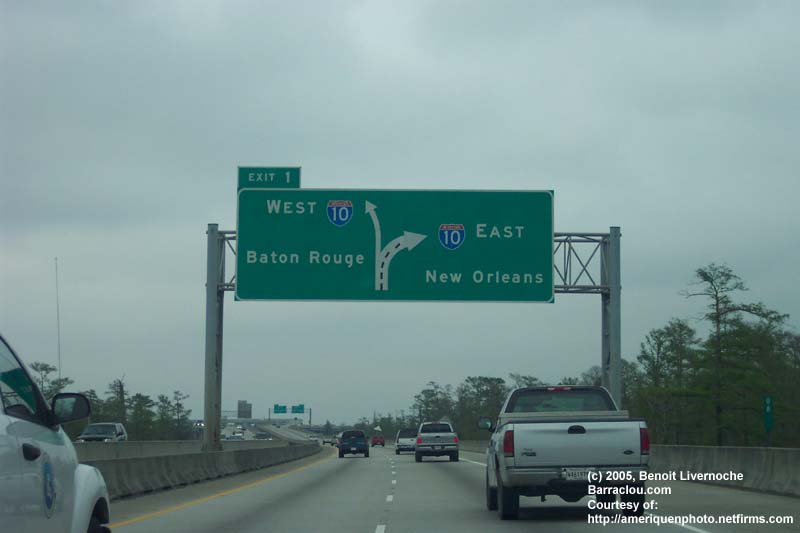 EXIT 1
WEST 10
10 EAST
Baton Rouge
New Orleans
(c) 2005, Benoit Livernoche
Barraclou.com
Courtesy of:
http://ameriquenphoto.netfirms.com